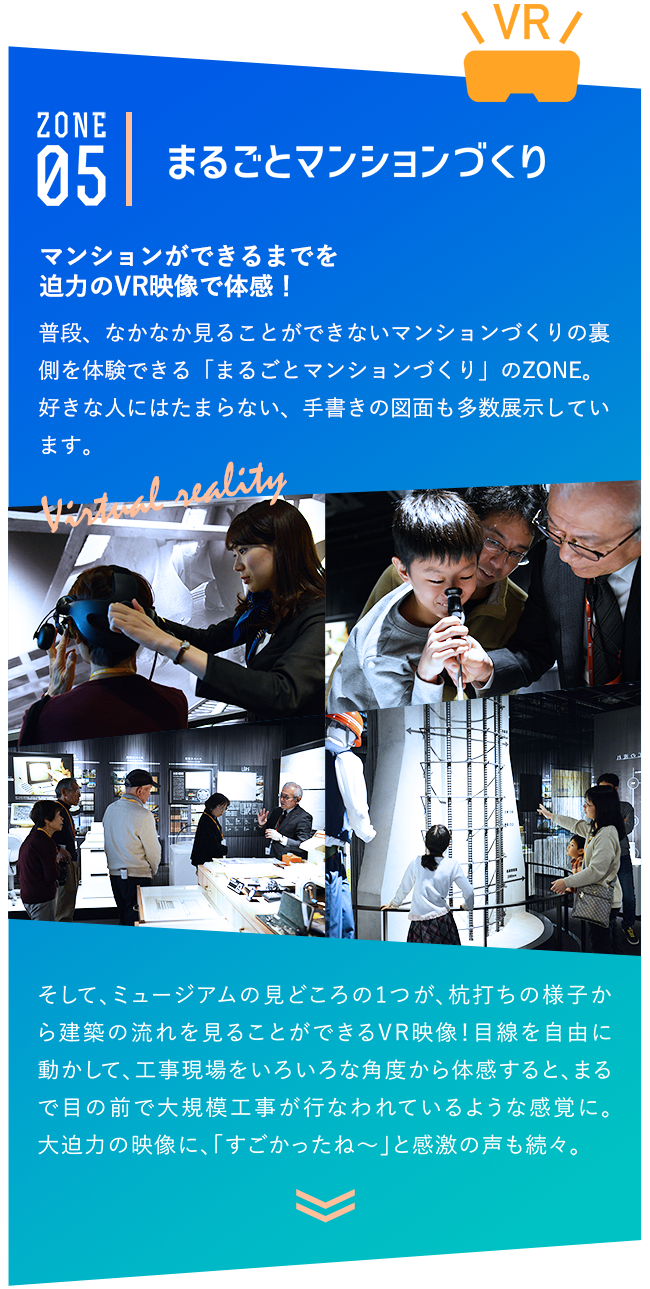 VR
ZONE
05
まるごとマンションづくり
マンションができるまでを
迫力のVR映像で体感！
普段、なかなか見ることができないマンションづくりの裏
側を体験できる「まるごとマンションづくり」のZONE。
好きな人にはたまらない、手書きの図面も多数展示してい
ます。
Virtual reality
そして、ミュージアムの見どころの1つが、杭打ちの様子か
ら建築の流れを見ることができるVR映像！目線を自由に
動かして、工事現場をいろいろな角度から体感すると、まる
で目の前で大規模工事が行なわれているような感覚に。
大迫力の映像に、「すごかったね～」と感激の声も続々。